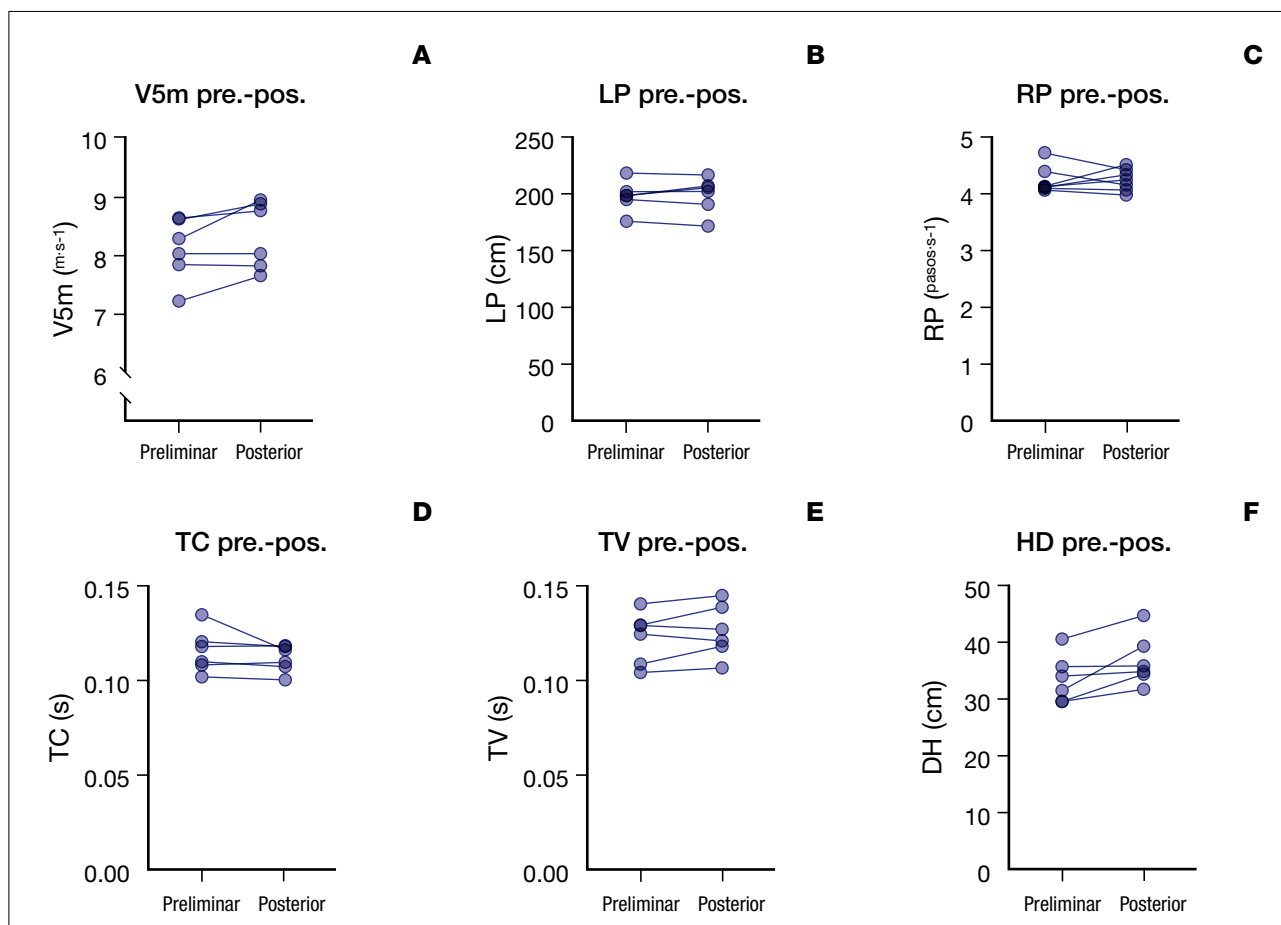 A
V5m pre.-pos.
10
9
8
7
6
V5m (m·s-1)
Preliminar Posterior
B
LP pre.-pos.
250
200
150
100
50
0
LP (cm)
Preliminar Posterior
C
RP pre.-pos.
5
4
3
2
1
0
RP (pasos·s-1)
Preliminar Posterior
D
TC pre.-pos.
0.15
0.10
0.05
0.00
TC (s)
Preliminar Posterior
E
TV pre.-pos.
0.15
0.10
0.05
0.00
TV (s)
Preliminar Posterior
F
HD pre.-pos.
50
40
30
20
10
0
DH (cm)
Preliminar Posterior